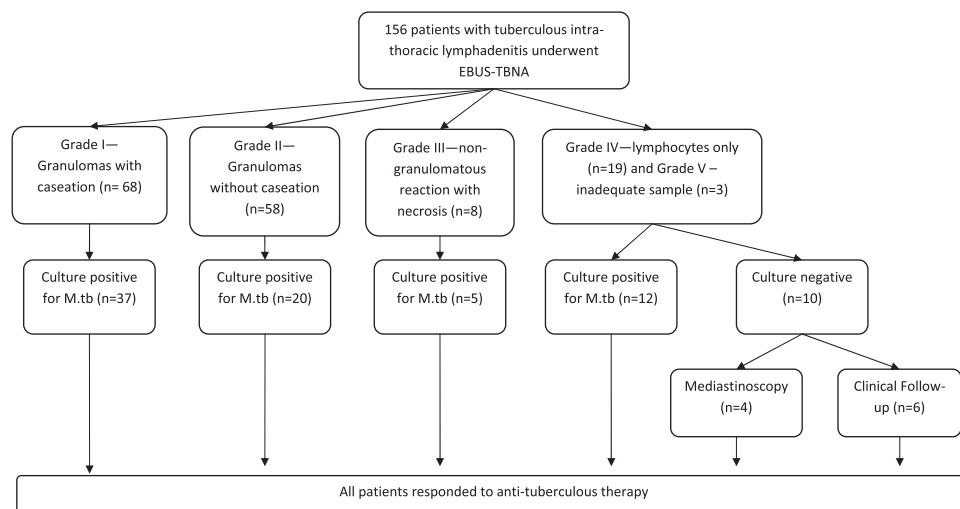 156 patients with tuberculous intra-
thoracic lymphadenitis underwent
EBUS-TBNA
Grade I—
Granulomas with
caseation (n= 68)
Grade II—
Granulomas
without caseation
(n=58)
Grade III—non-
granulomatous
reaction with
necrosis (n=8)
Grade IV—lymphocytes only
(n=19) and Grade V –
inadequate sample (n=3)
Culture positive
for M.tb (n=37)
Culture positive
for M.tb (n=20)
Culture positive
for M.tb (n=5)
Culture positive
for M.tb (n=12)
Culture negative
(n=10)
Mediastinoscopy
(n=4)
Clinical Follow-
up (n=6)
All patients responded to anti-tuberculous therapy